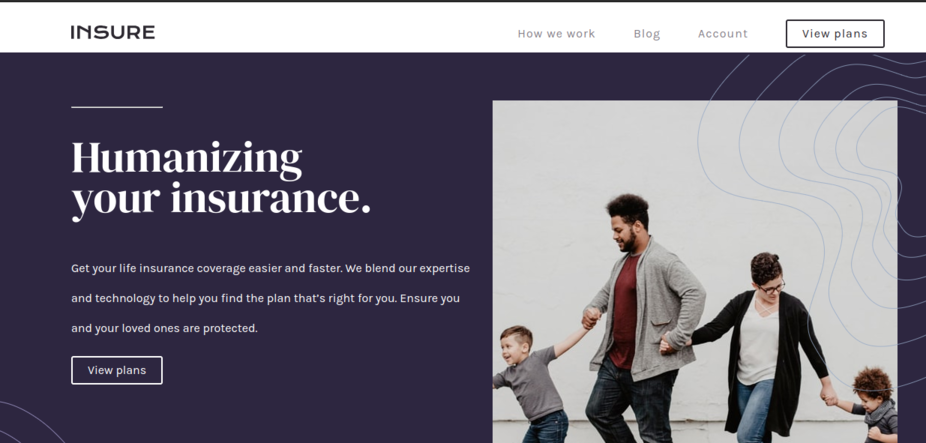 INSURE
How we work
Blog
Account
View plans
Humanizing
your insurance.
Get your life insurance coverage easier and faster. We blend our expertise
and technology to help you find the plan that's right for you. Ensure you
and your loved ones are protected.
View plans